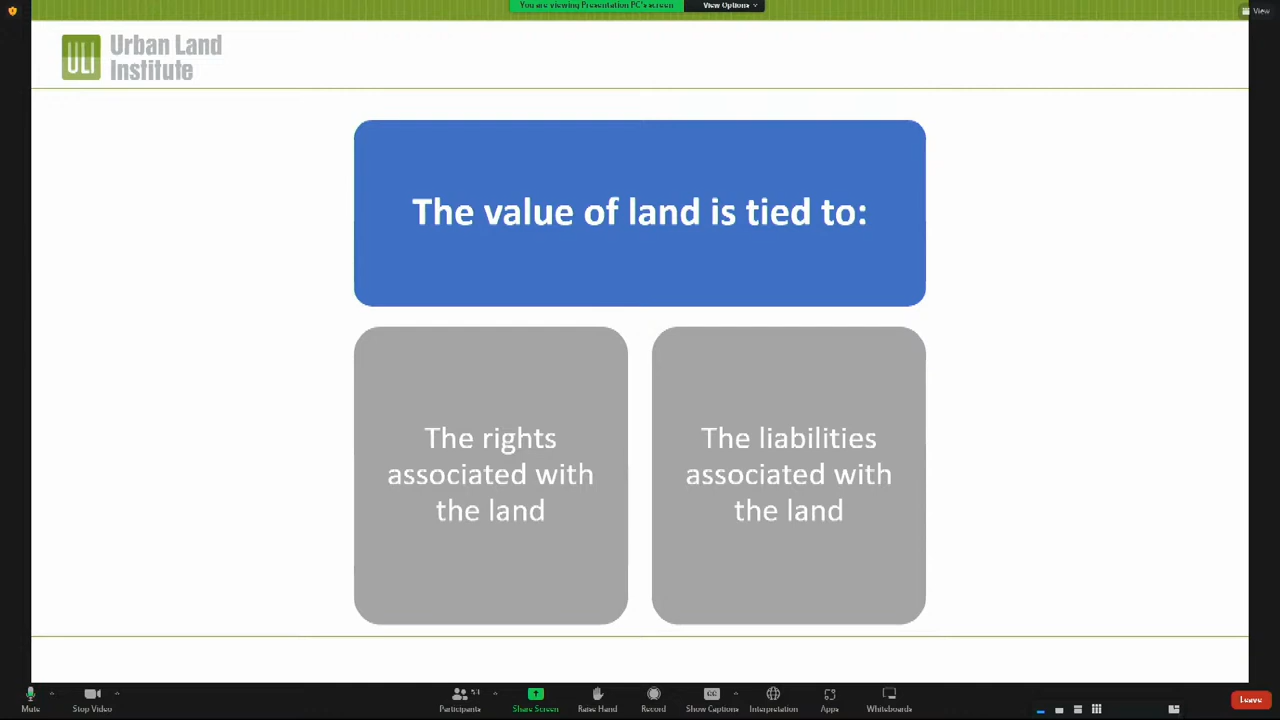 You are viewing Presentation PC's screen
View Options
View
ULI
Urban Land
Institute
The value of land is tied to:
The rights
associated with
the land
The liabilities
associated with
the land
Mute
Stop Video
Participants
Share Screen
Raise Hand
Record
CC
Show Captions
Interpretation
Apps
Whiteboards
Leave